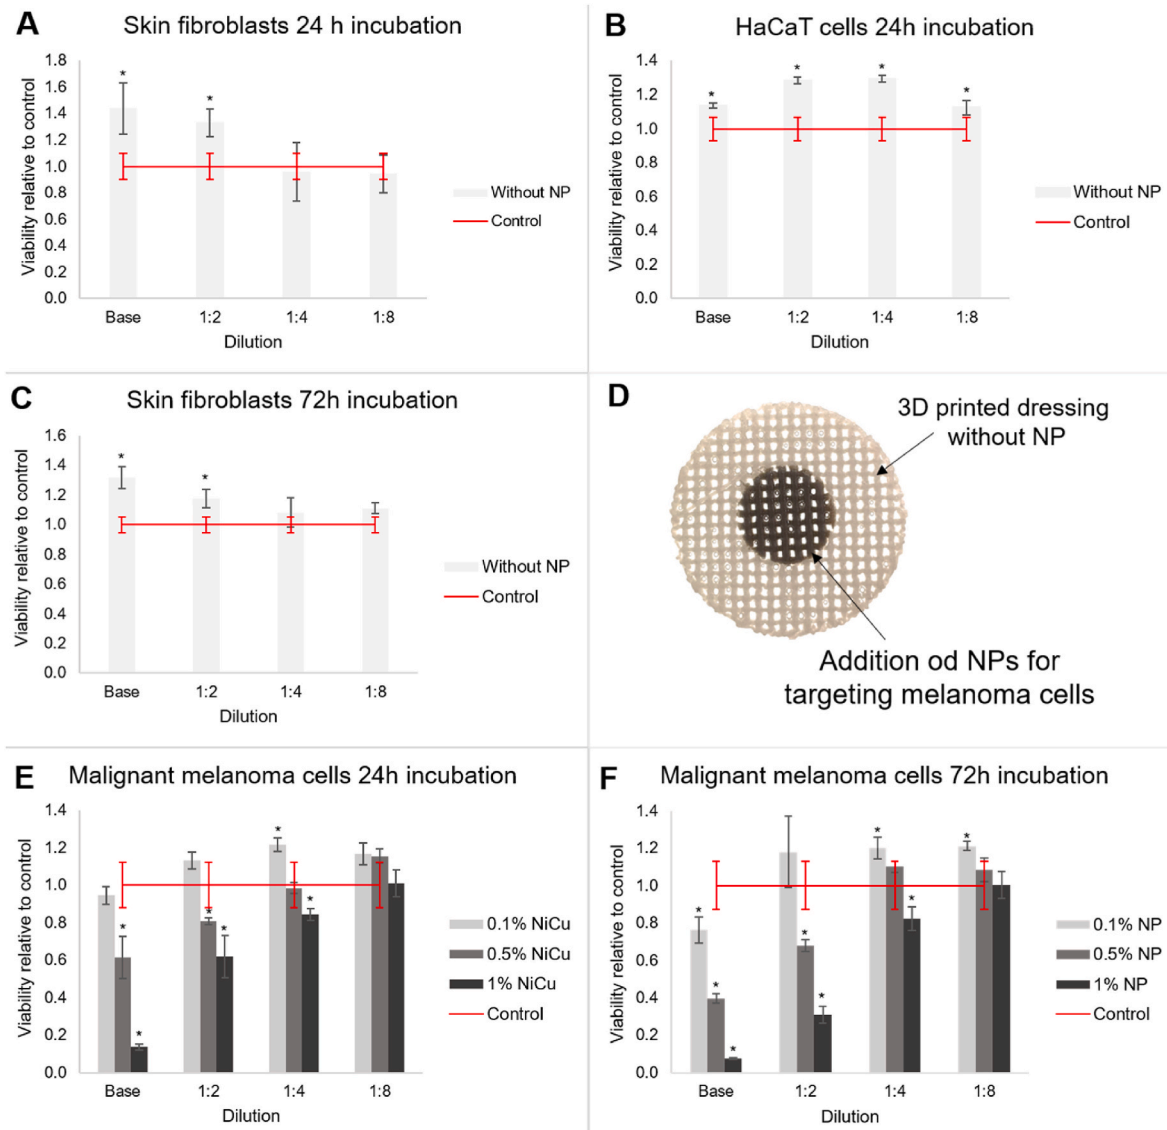 A
Skin fibroblasts 24 h incubation
Viability relative to control
1.8
1.6
1.4
1.2
1.0
0.8
0.6
0.4
0.2
0.0
*
*
Base
1:2
1:4
1:8
Dilution
Without NP
Control
B
HaCaT cells 24h incubation
Viability relative to control
1.4
1.2
1.0
0.8
0.6
0.4
0.2
0.0
*
*
*
*
Base
1:2
1:4
1:8
Dilution
Without NP
Control
C
Skin fibroblasts 72h incubation
Viability relative to control
1.6
1.4
1.2
1.0
0.8
0.6
0.4
0.2
0.0
*
*
Base
1:2
1:4
1:8
Dilution
Without NP
Control
D
3D printed dressing
without NP
Addition od NPs for
targeting melanoma cells
E
Malignant melanoma cells 24h incubation
Viability relative to control
1.4
1.2
1.0
0.8
0.6
0.4
0.2
0.0
*
*
*
*
*
*
Base
1:2
1:4
1:8
Dilution
0.1% NiCu
0.5% NiCu
1% NiCu
Control
F
Malignant melanoma cells 72h incubation
Viability relative to control
1.4
1.2
1.0
0.8
0.6
0.4
0.2
0.0
*
*
*
*
*
*
*
*
Base
1:2
1:4
1:8
Dilution
0.1% NP
0.5% NP
1% NP
Control